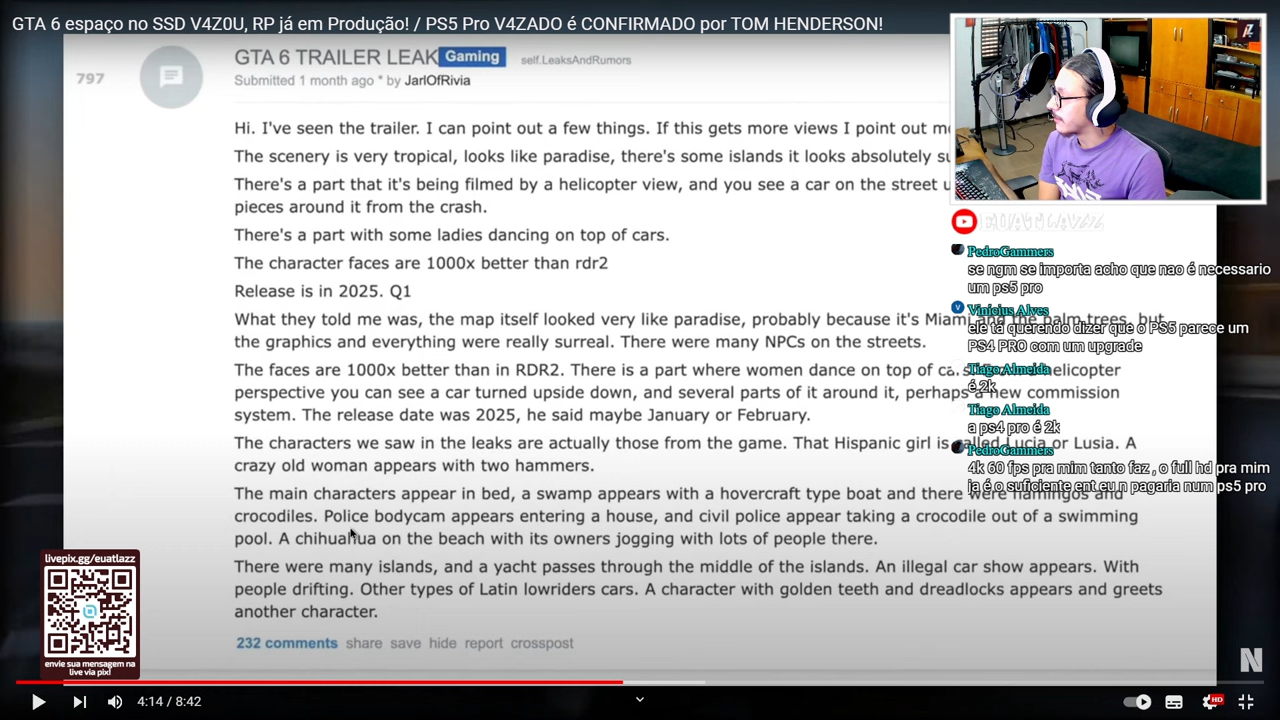 GTA 6 espaço no SSD V4Z0U, RP já em Produção! / PS5 Pro V4ZADO é CONFIRMADO por TOM HENDERSON!
797
GTA 6 TRAILER LEAK Gaming self.LeaksAndRumors
Submitted 1 month ago * by JarlOfRivia
Hi. I've seen the trailer. I can point out a few things. If this gets more views I point out
The scenery is very tropical, looks like paradise, there's some islands it looks absolutely
There's a part that it's being filmed by a helicopter view, and you see a car on the street
pieces around it from the crash.
There's a part with some ladies dancing on top of cars.
The character faces are 1000x better than rdr2
Release is in 2025. Q1
What they told me was, the map itself looked very like paradise, probably because it's Miami and the palm trees, but
the graphics and everything were really surreal. There were many NPCs on the streets.
The faces are 1000x better than in RDR2. There is a part where women dance on top of helicopter
perspective you can see a car turned upside down, and several parts of it around it, perhaps a new commission
system. The release date was 2025, he said maybe January or February.
The characters we saw in the leaks are actually those from the game. That Hispanic girl is called Lucia or Lusia. A
crazy old woman appears with two hammers.
The main characters appear in bed, a swamp appears with a hovercraft type boat and there were flamingos and
crocodiles. Police bodycam appears entering a house, and civil police appear taking a crocodile out of a swimming
pool. A chihuahua on the beach with its owners jogging with lots of people there.
There were many islands, and a yacht passes through the middle of the islands. An illegal car show appears. With
people drifting. Other types of Latin lowriders cars. A character with golden teeth and dreadlocks appears and greets
another character.
232 comments share save hide report crosspost
EUATLAZZ
PedroGammers
se ngm se importa acho que nao é necessario
um ps5 pro
V
Vinicius Alves
ele tá querendo dizer que o PS5 parece um
PS4 PRO com um upgrade
Tiago Almeida
é 2k
Tiago Almeida
a ps4 pro é 2k
PedroGammers
4k 60 fps pra mim tanto faz , o full hd pra mim
ja é o suficiente ent eu n pagaria num ps5 pro
livepix.gg/euatlazz
envie sua mensagem na
live via pix!
N
4:14 / 8:42
HD